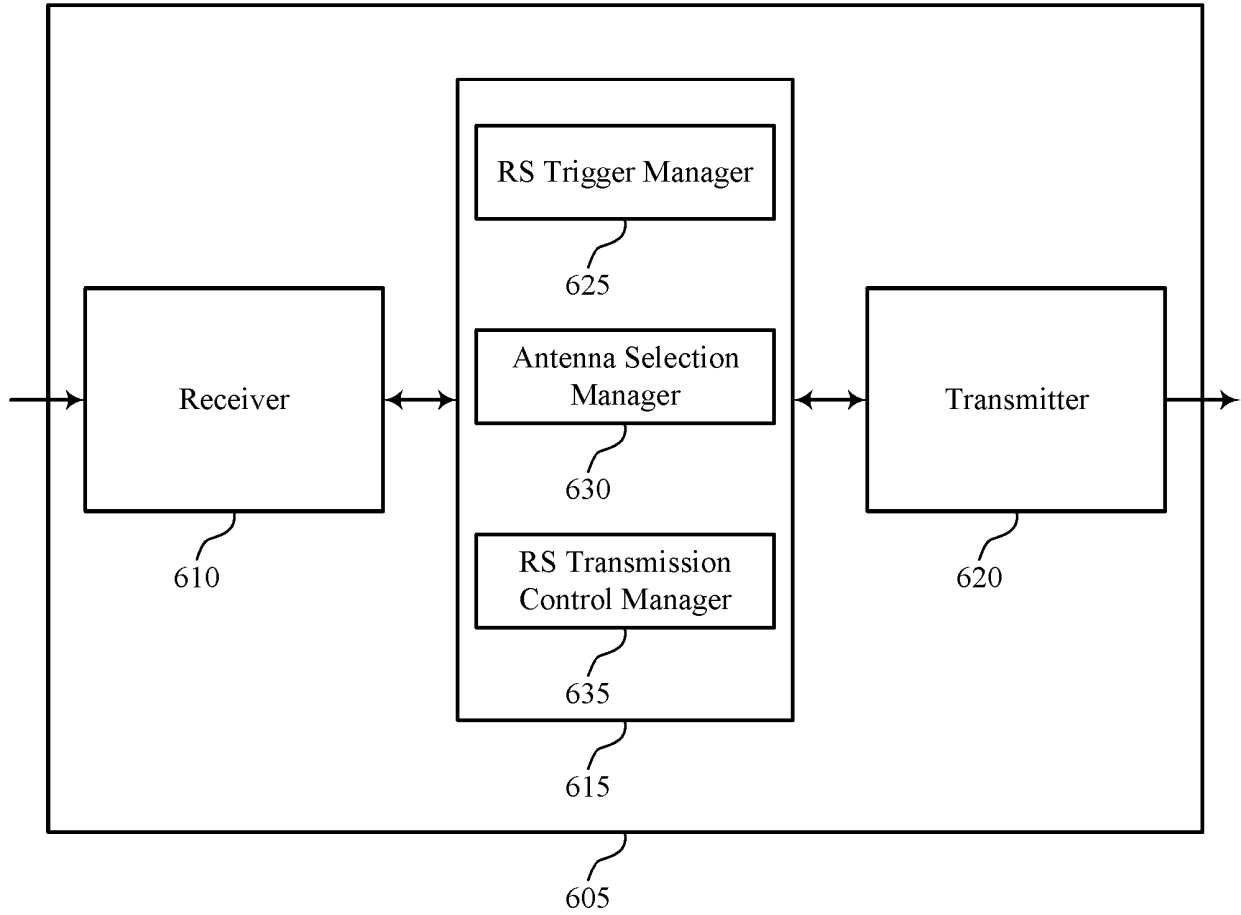 RS Trigger Manager
625
Receiver
610
Antenna Selection
Manager
630
RS Transmission
Control Manager
635
615
Transmitter
620
605